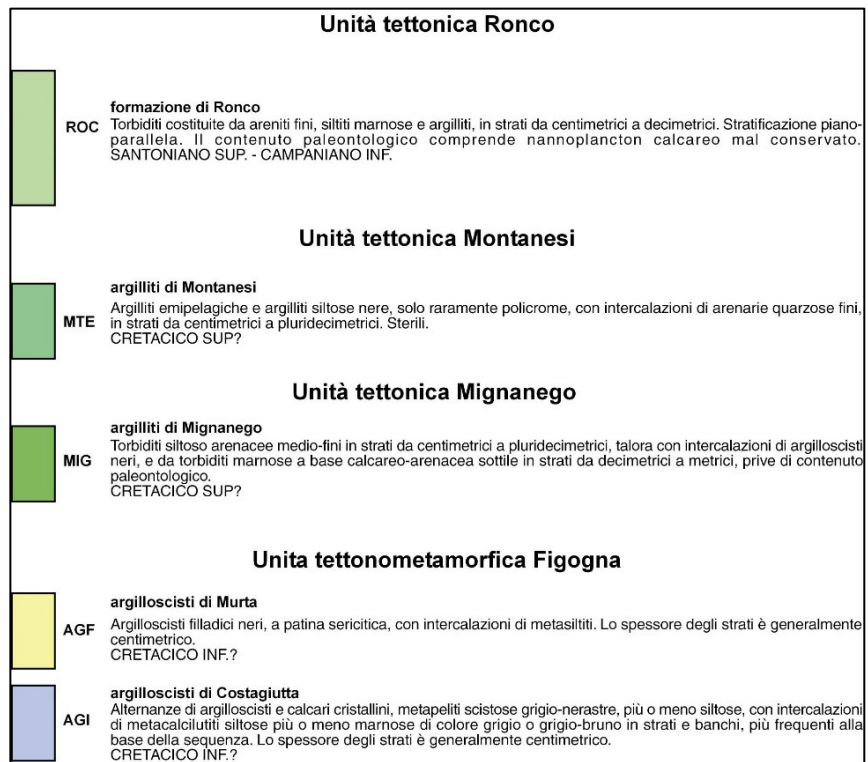 Unità tettonica Ronco
formazione di Ronco
ROC
Torbiditi costituite da areniti fini, siltiti marnose e argilliti, in strati da centimetrici a decimetrici. Stratificazione piano-
parallela. Il contenuto paleontologico comprende nannoplancton calcareo mal conservato.
SANTONIANO SUP. - CAMPANIANO INF.
Unità tettonica Montanesi
argilliti di Montanesi
MTE
Argilliti emipelagiche e argilliti siltose nere, solo raramente policrome, con intercalazioni di arenarie quarzose fini,
in strati da centimetrici a pluridecimetrici. Sterili.
CRETACICO SUP?
Unità tettonica Mignanego
argilliti di Mignanego
MIG
Torbiditi siltoso arenacee medio-fini in strati da centimetrici a pluridecimetrici, talora con intercalazioni di argilloscisti
neri, e da torbiditi marnose a base calcareo-arenacea sottile in strati da decimetrici a metrici, prive di contenuto
paleontologico.
CRETACICO SUP?
Unita tettonometamorfica Figogna
argilloscisti di Murta
AGF
Argilloscisti filladici neri, a patina sericitica, con intercalazioni di metasiltiti. Lo spessore degli strati è generalmente
centimetrico.
CRETACICO INF.?
argilloscisti di Costagiutta
AGI
Alternanze di argilloscisti e calcari cristallini, metapeliti scistose grigio-nerastre, più o meno siltose, con intercalazioni
di metacalcilutiti siltose più o meno marnose di colore grigio o grigio-bruno in strati e banchi, più frequenti alla
base della sequenza. Lo spessore degli strati è generalmente centimetrico.
CRETACICO INF.?